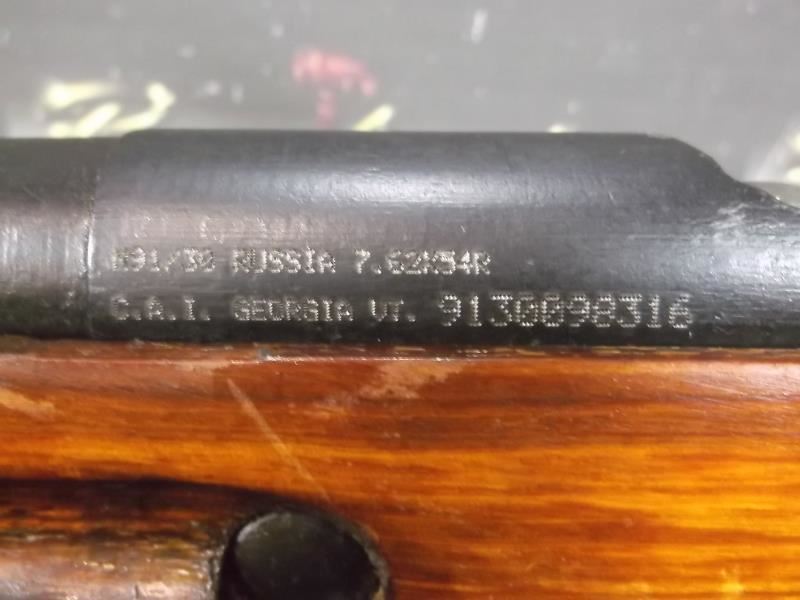 M91/30 RUSSIA 7.62X54R
C.A.I. GEORGIA VT. 9130098316